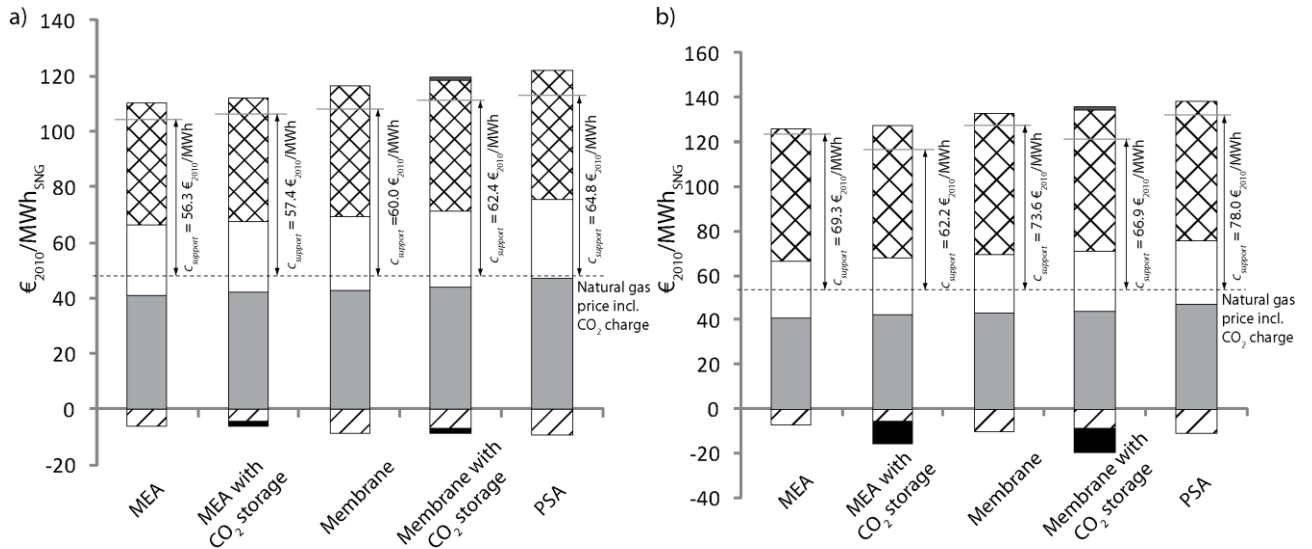 a)
€2010/MWhSNG
140
120
100
80
60
40
20
0
-20
Csupport = 56.3 €2010/MWh
Csupport = 57.4 €2010/MWh
Csupport =60.0 €2010/MWh
Csupport = 62.4 €2010/MWh
Csupport = 64.8 €2010/MWh
Natural gas
price incl.
CO2 charge
MEA
MEA with
CO2 storage
Membrane
Membrane with
CO2 storage
PSA
b)
€2010/MWhSNG
160
140
120
100
80
60
40
20
0
-20
-40
Csupport = 69.3 €2010/MWh
Csupport = 62.2 €2010/MWh
Csupport = 73.6 €2010/MWh
Csupport = 66.9 €2010/MWh
Csupport = 78.0 €2010/MWh
Natural gas
price incl.
CO2 charge
MEA
MEA with
CO2 storage
Membrane
Membrane with
CO2 storage
PSA